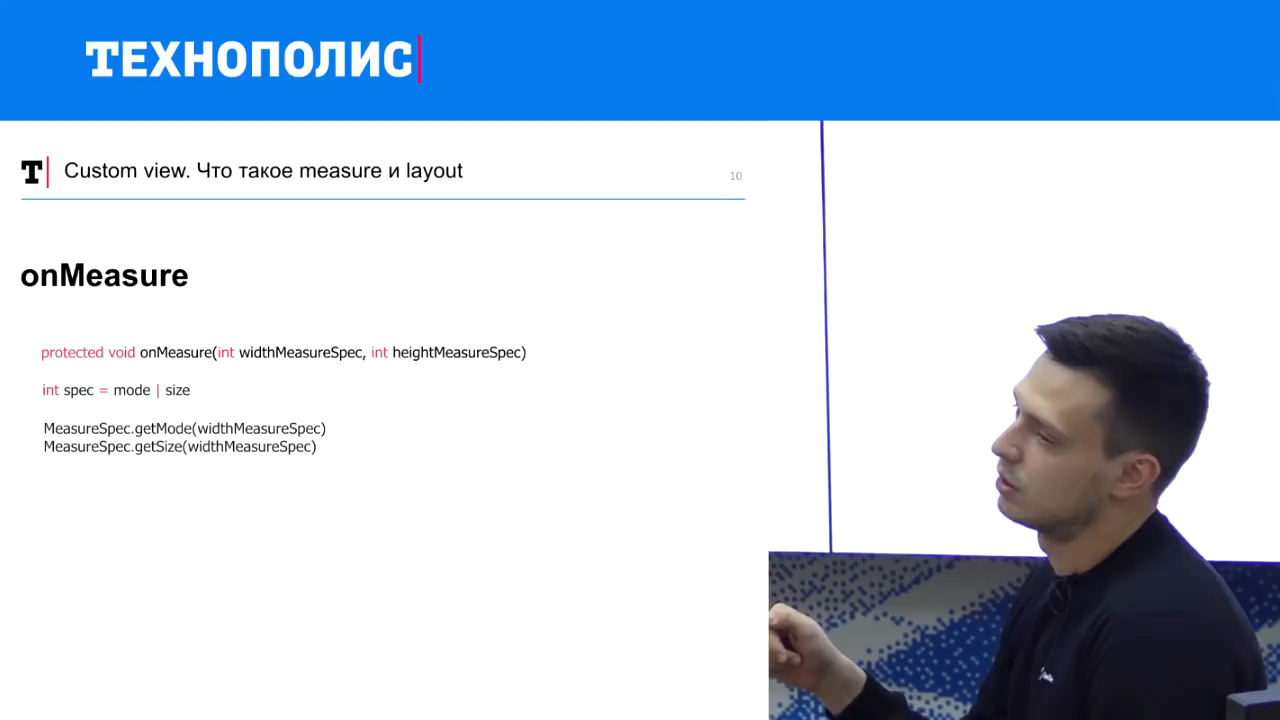 ТЕХНОПОЛИС
Т Custom view. Что такое measure и layout
10
onMeasure
protected void onMeasure(int widthMeasureSpec, int heightMeasureSpec)
int spec = mode | size
MeasureSpec.getMode(widthMeasureSpec)
MeasureSpec.getSize(widthMeasureSpec)